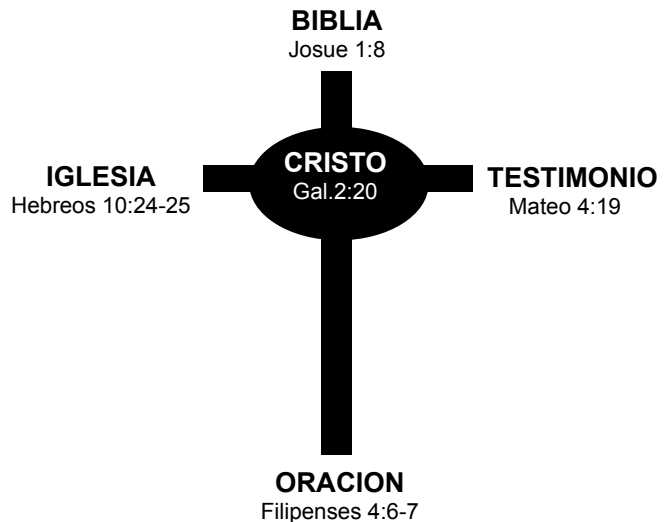 BIBLIA
Josue 1:8
CRISTO
Gal.2:20
IGLESIA
Hebreos 10:24-25
TESTIMONIO
Mateo 4:19
ORACION
Filipenses 4:6-7